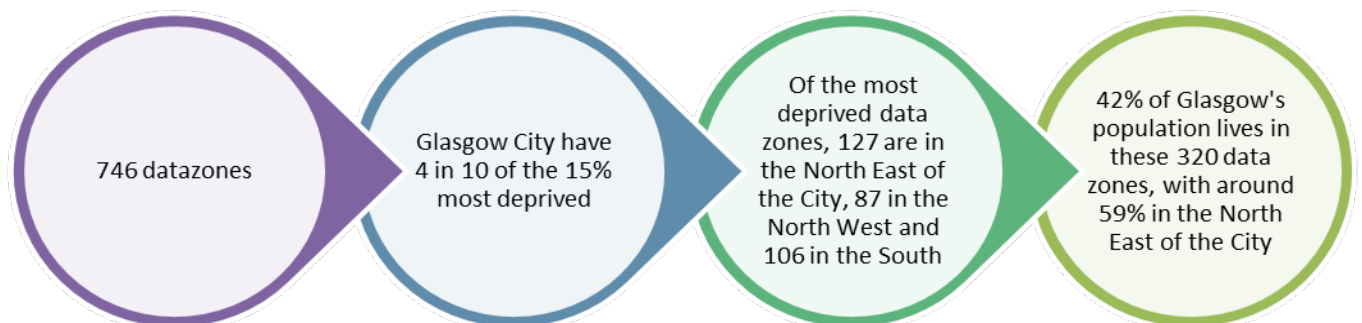 746 datazones
Glasgow City have
4 in 10 of the 15%
most deprived
Of the most
deprived data
zones, 127 are in
the North East of
the City, 87 in the
North West and
106 in the South
42% of Glasgow's
population lives in
these 320 data
zones, with around
59% in the North
East of the City